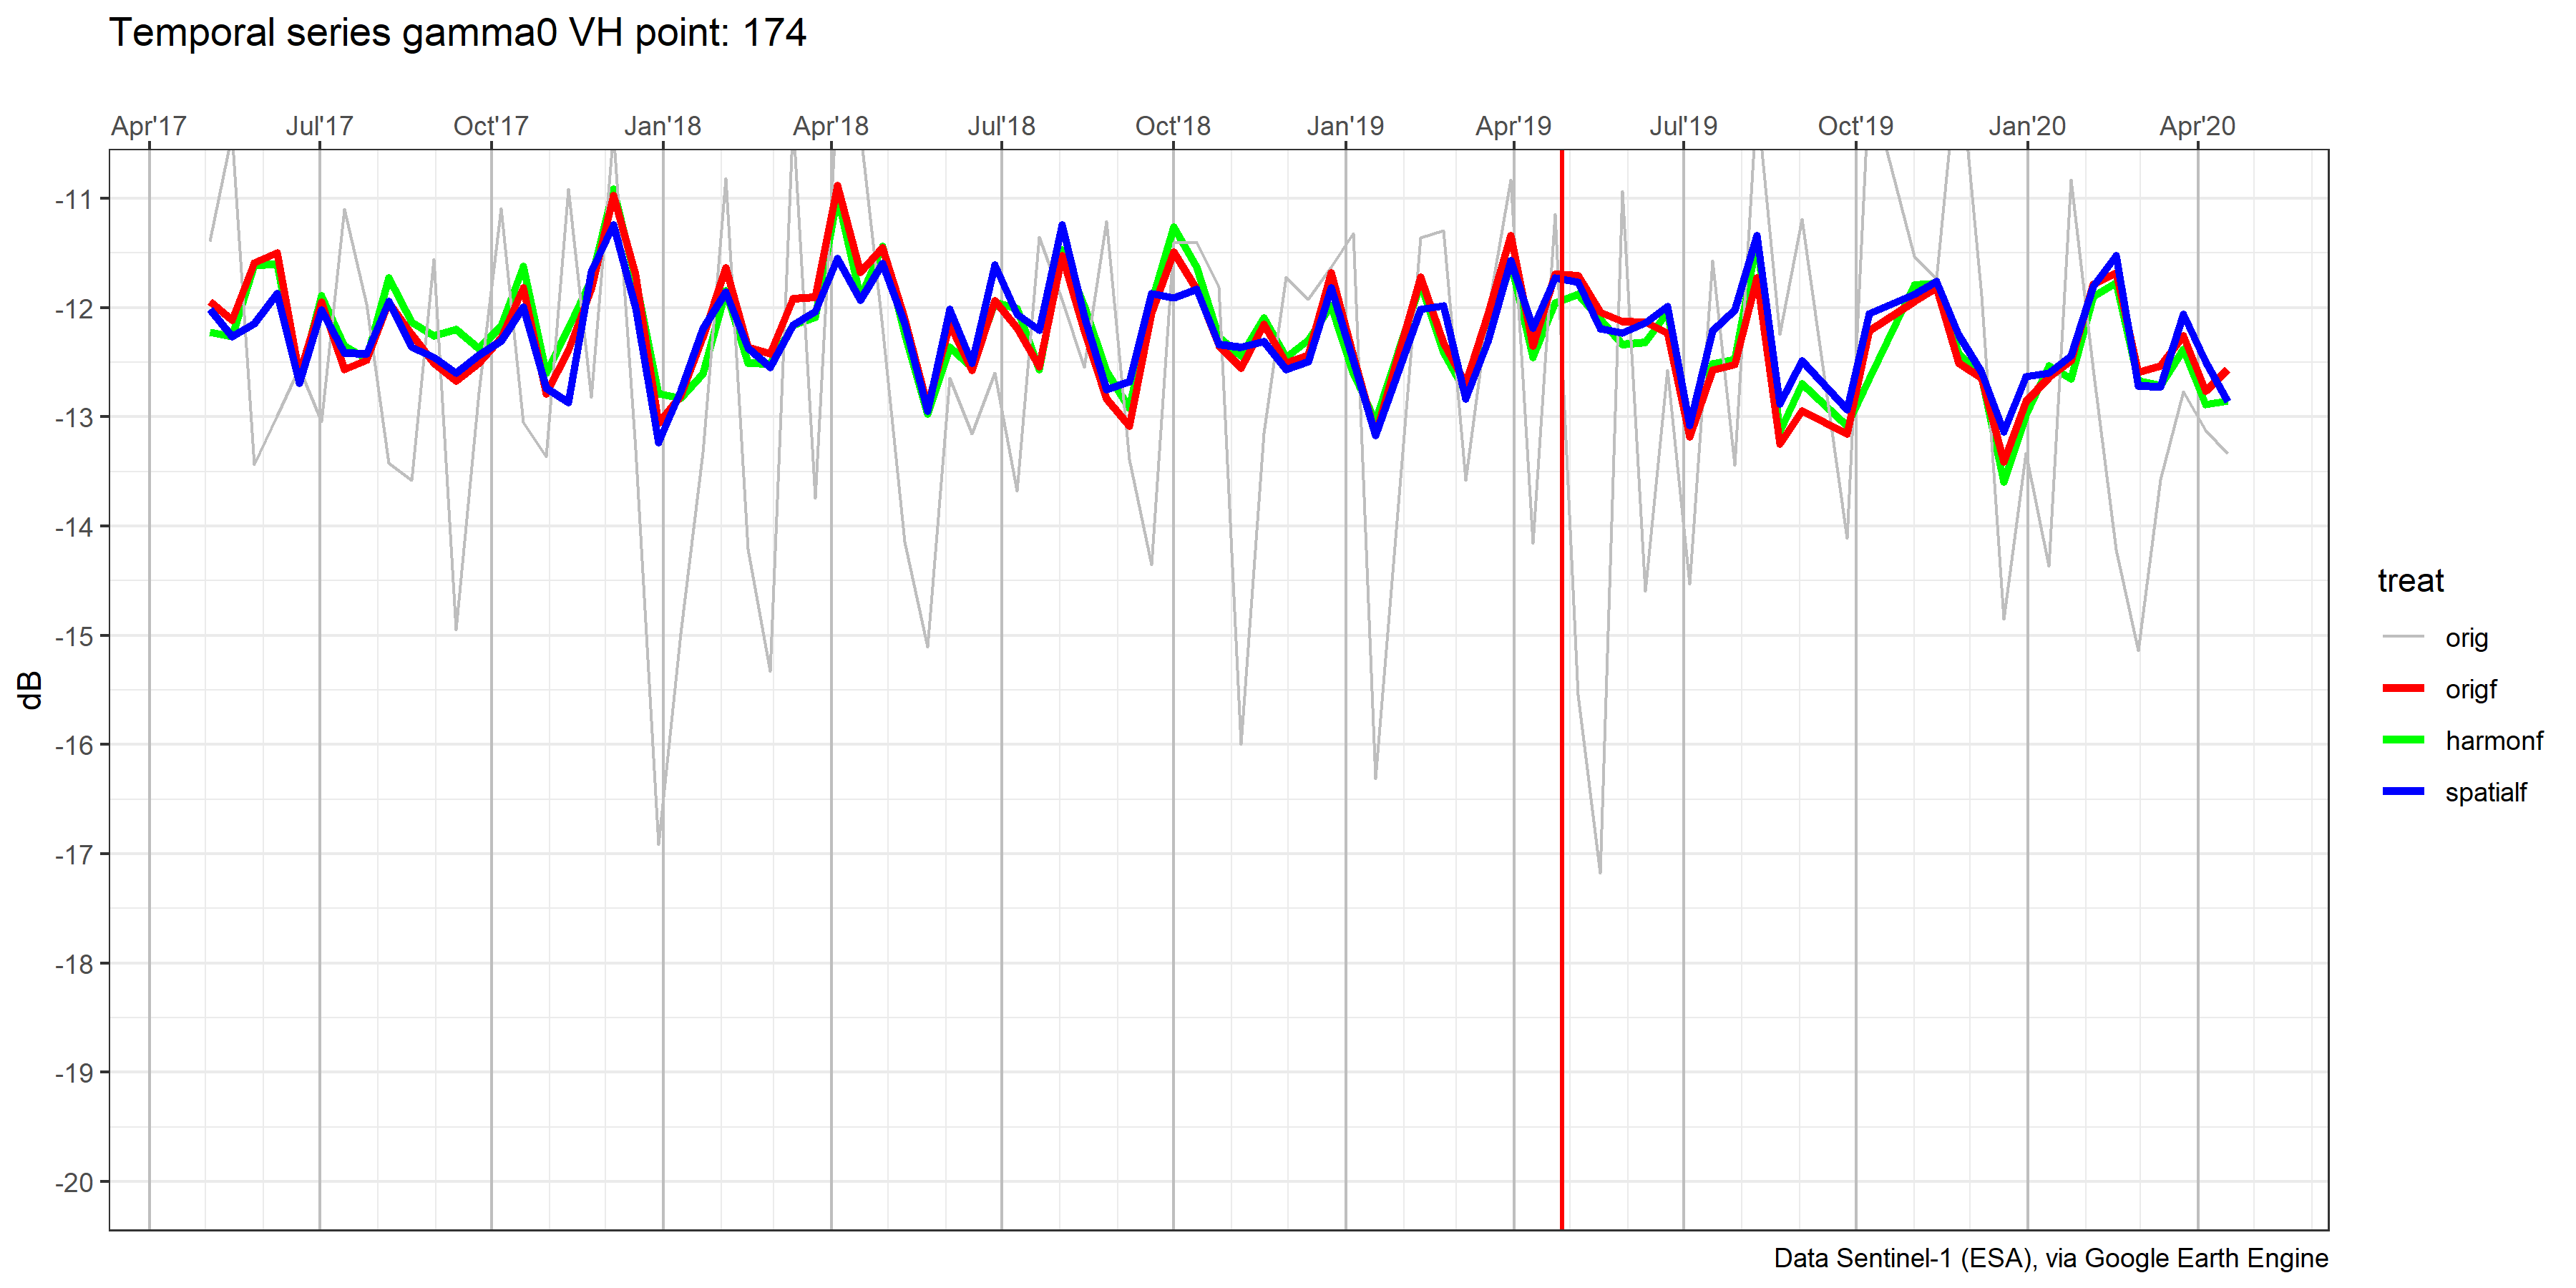 Temporal series gamma0 VH point: 174
Apr'17 Jul'17 Oct'17 Jan'18 Apr'18 Jul'18 Oct'18 Jan'19 Apr'19 Jul'19 Oct'19 Jan'20 Apr'20
-11
-12
-13
-14
-15
-16
-17
-18
-19
-20
dB
treat
orig
origf
harmonf
spatialf
Data Sentinel-1 (ESA), via Google Earth Engine